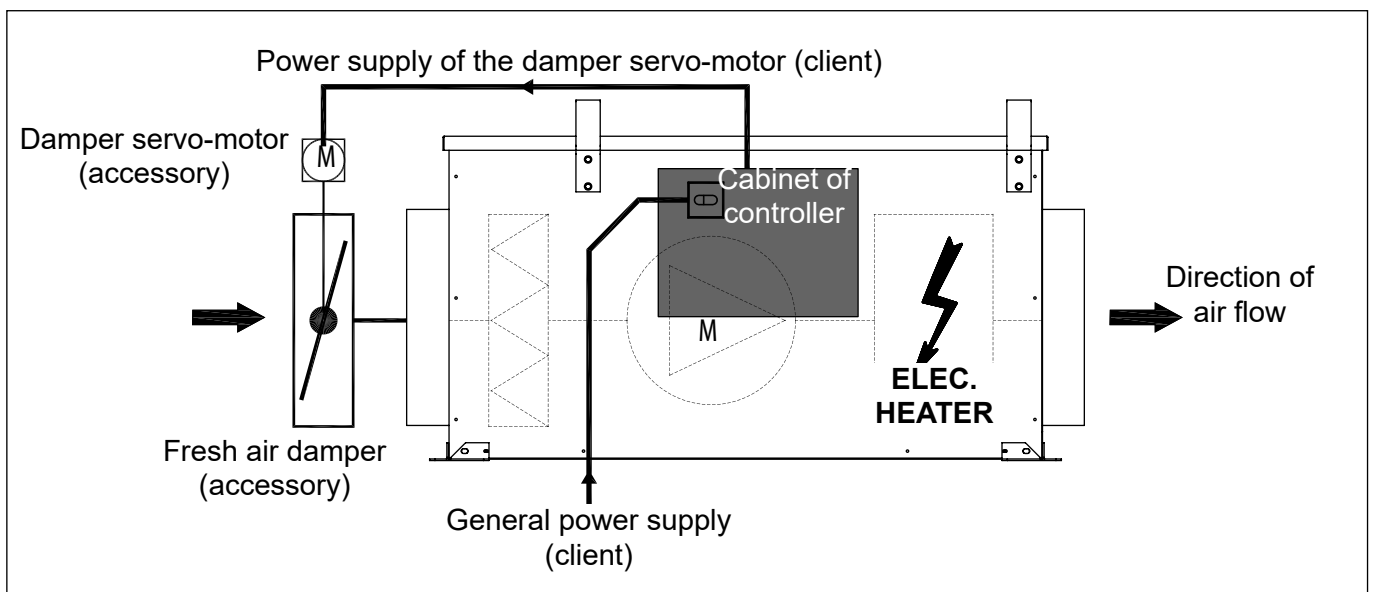 Power supply of the damper servo-motor (client)
Damper servo-motor
(accessory)
M
Cabinet of
controller
Direction of
air flow
M
ELEC.
HEATER
Fresh air damper
(accessory)
General power supply
(client)